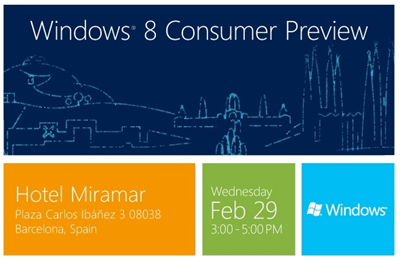 Windows® 8 Consumer Preview
Hotel Miramar
Plaza Carlos Ibáñez 3 08038
Barcelona, Spain
Wednesday
Feb 29
3:00 - 5:00 PM
Windows®